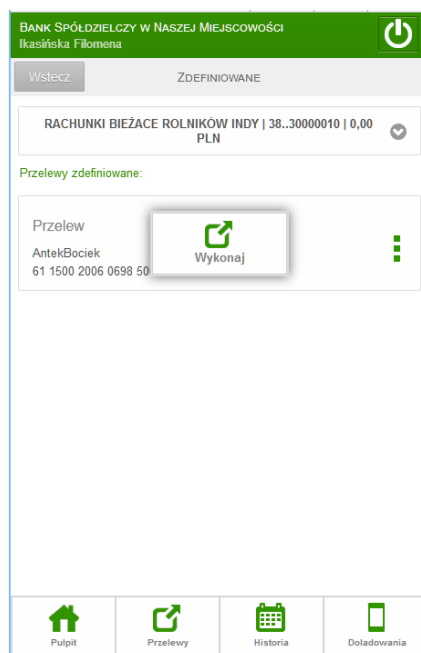 Bank Spółdzielczy w Naszej Miejscowości
Ikasińska Filomena
Wstecz
Zdefiniowane
RACHUNKI BIEŻACE ROLNIKÓW INDY | 38..30000010 | 0,00
PLN
Przelewy zdefiniowane:
Przelew
AntekBociek
61 1500 2006 0698 50
Wykonaj
Pulpit
Przelewy
Historia
Doladowania